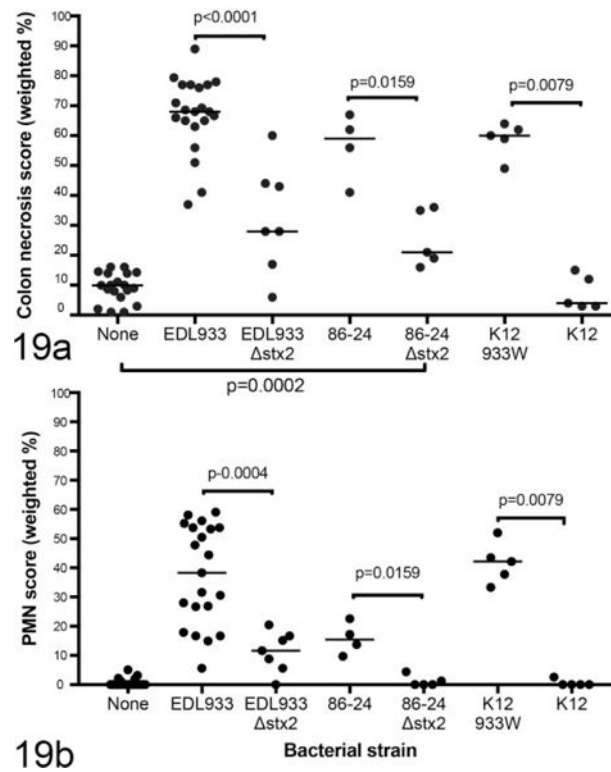 Colon necrosis score (weighted %)
100
90
80
70
60
50
40
30
20
10
0
p<0.0001
p=0.0159
p=0.0079
None
EDL933
EDL933 Δstx2
86-24
86-24 Δstx2
K12 933W
K12
19a
p=0.0002
PMN score (weighted %)
100
90
80
70
60
50
40
30
20
10
0
p-0.0004
p=0.0159
p=0.0079
None
EDL933
EDL933 Δstx2
86-24
86-24 Δstx2
K12 933W
K12
19b
Bacterial strain